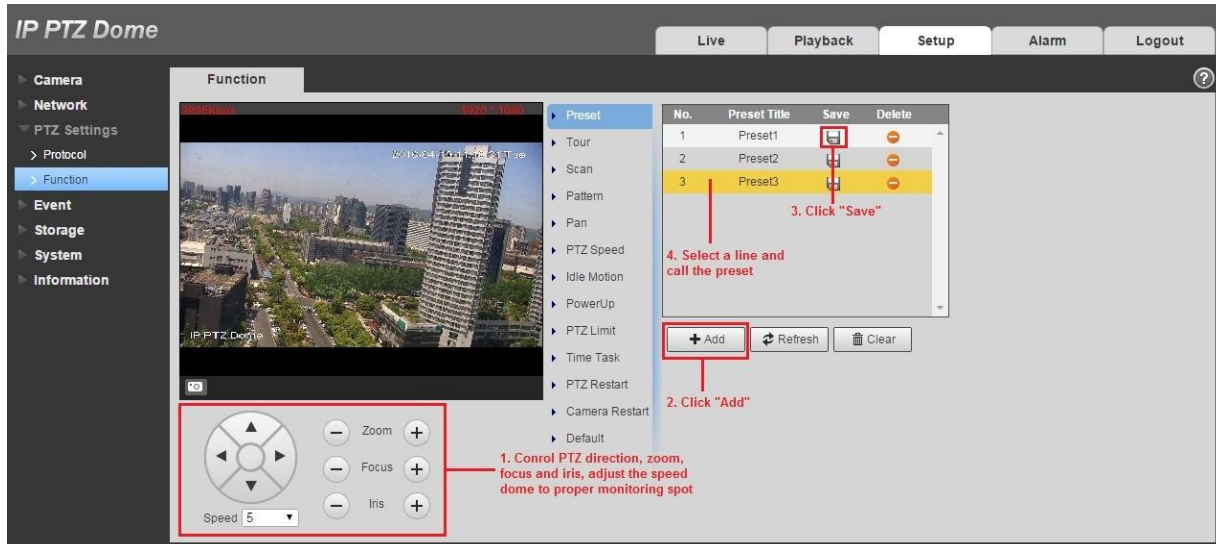 IP PTZ Dome
Live
Playback
Setup
Alarm
Logout
Camera
Network
PTZ Settings
> Protocol
> Function
Event
Storage
System
Information
Function
?
3995Kbps
1920 * 1080
Tue
IP PTZ Dome
Preset
Tour
Scan
Pattern
Pan
PTZ Speed
Idle Motion
PowerUp
PTZ Limit
Time Task
PTZ Restart
Camera Restart
Default
No. Preset Title Save Delete
1 Preset1
2 Preset2
3 Preset3
3. Click "Save"
4. Select a line and
call the preset
Add
Refresh
Clear
2. Click "Add"
Zoom
Focus
Iris
Speed 5
1. Conrol PTZ direction, zoom,
focus and iris, adjust the speed
dome to proper monitoring spot